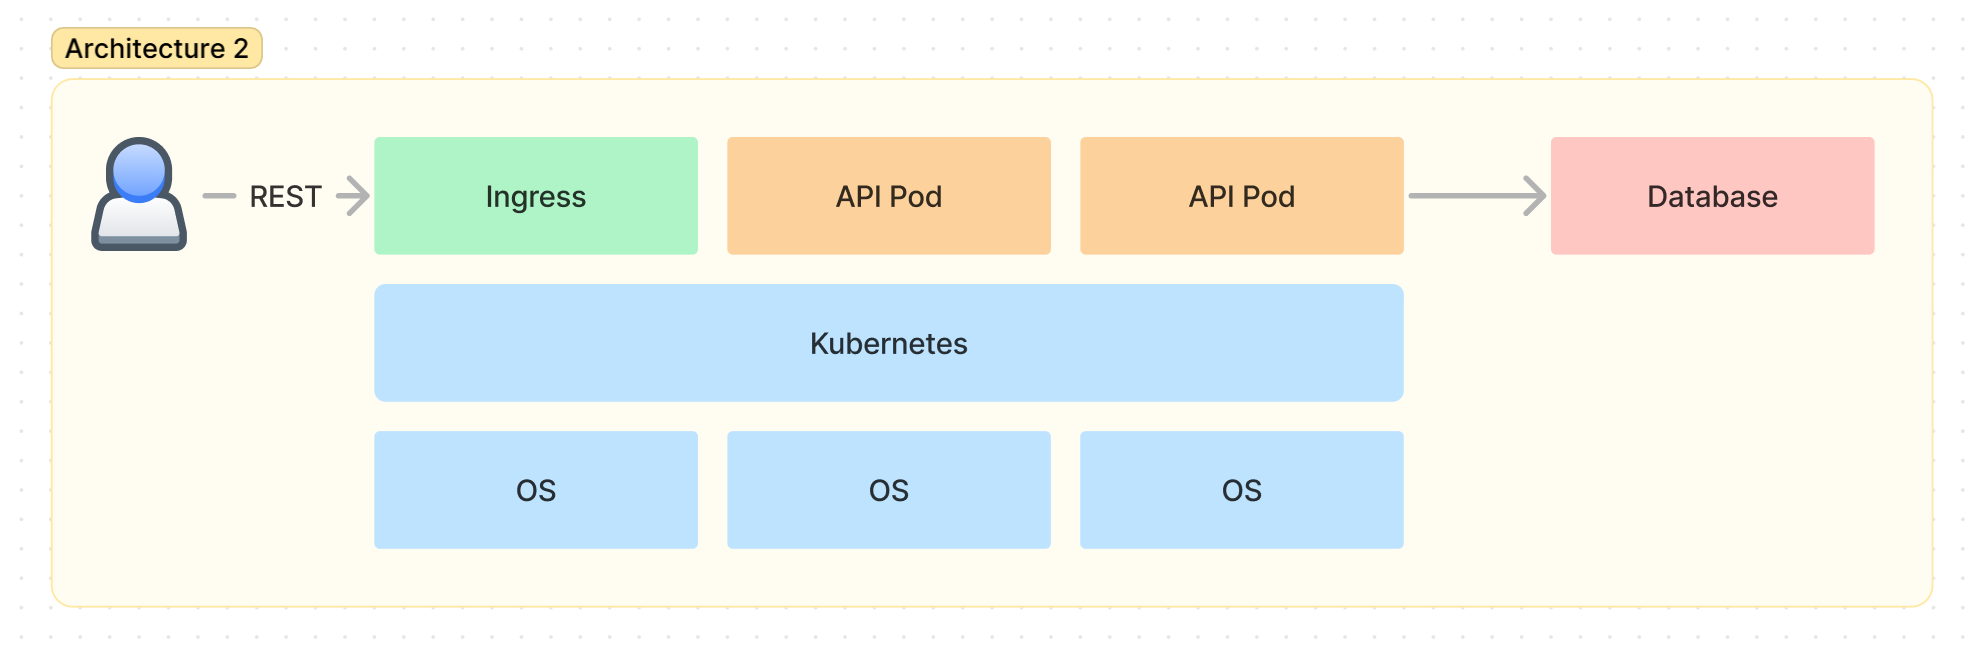 Architecture 2
REST
Ingress
API Pod
API Pod
Database
Kubernetes
OS
OS
OS